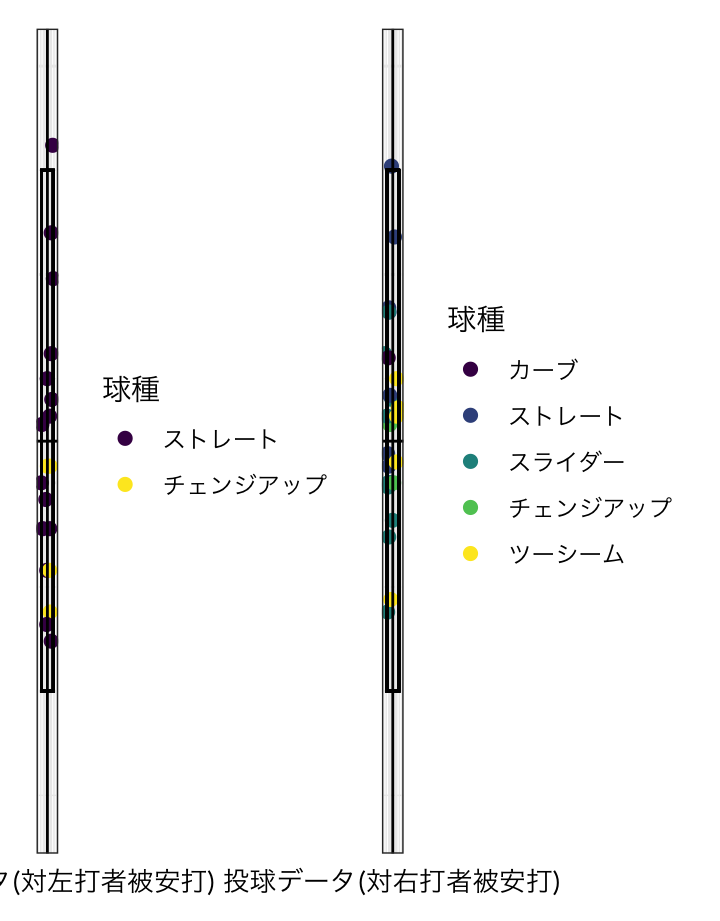 球種
ストレート
チェンジアップ
球種
カーブ
ストレート
スライダー
チェンジアップ
ツーシーム
タ(対左打者被安打) 投球データ(対右打者被安打)